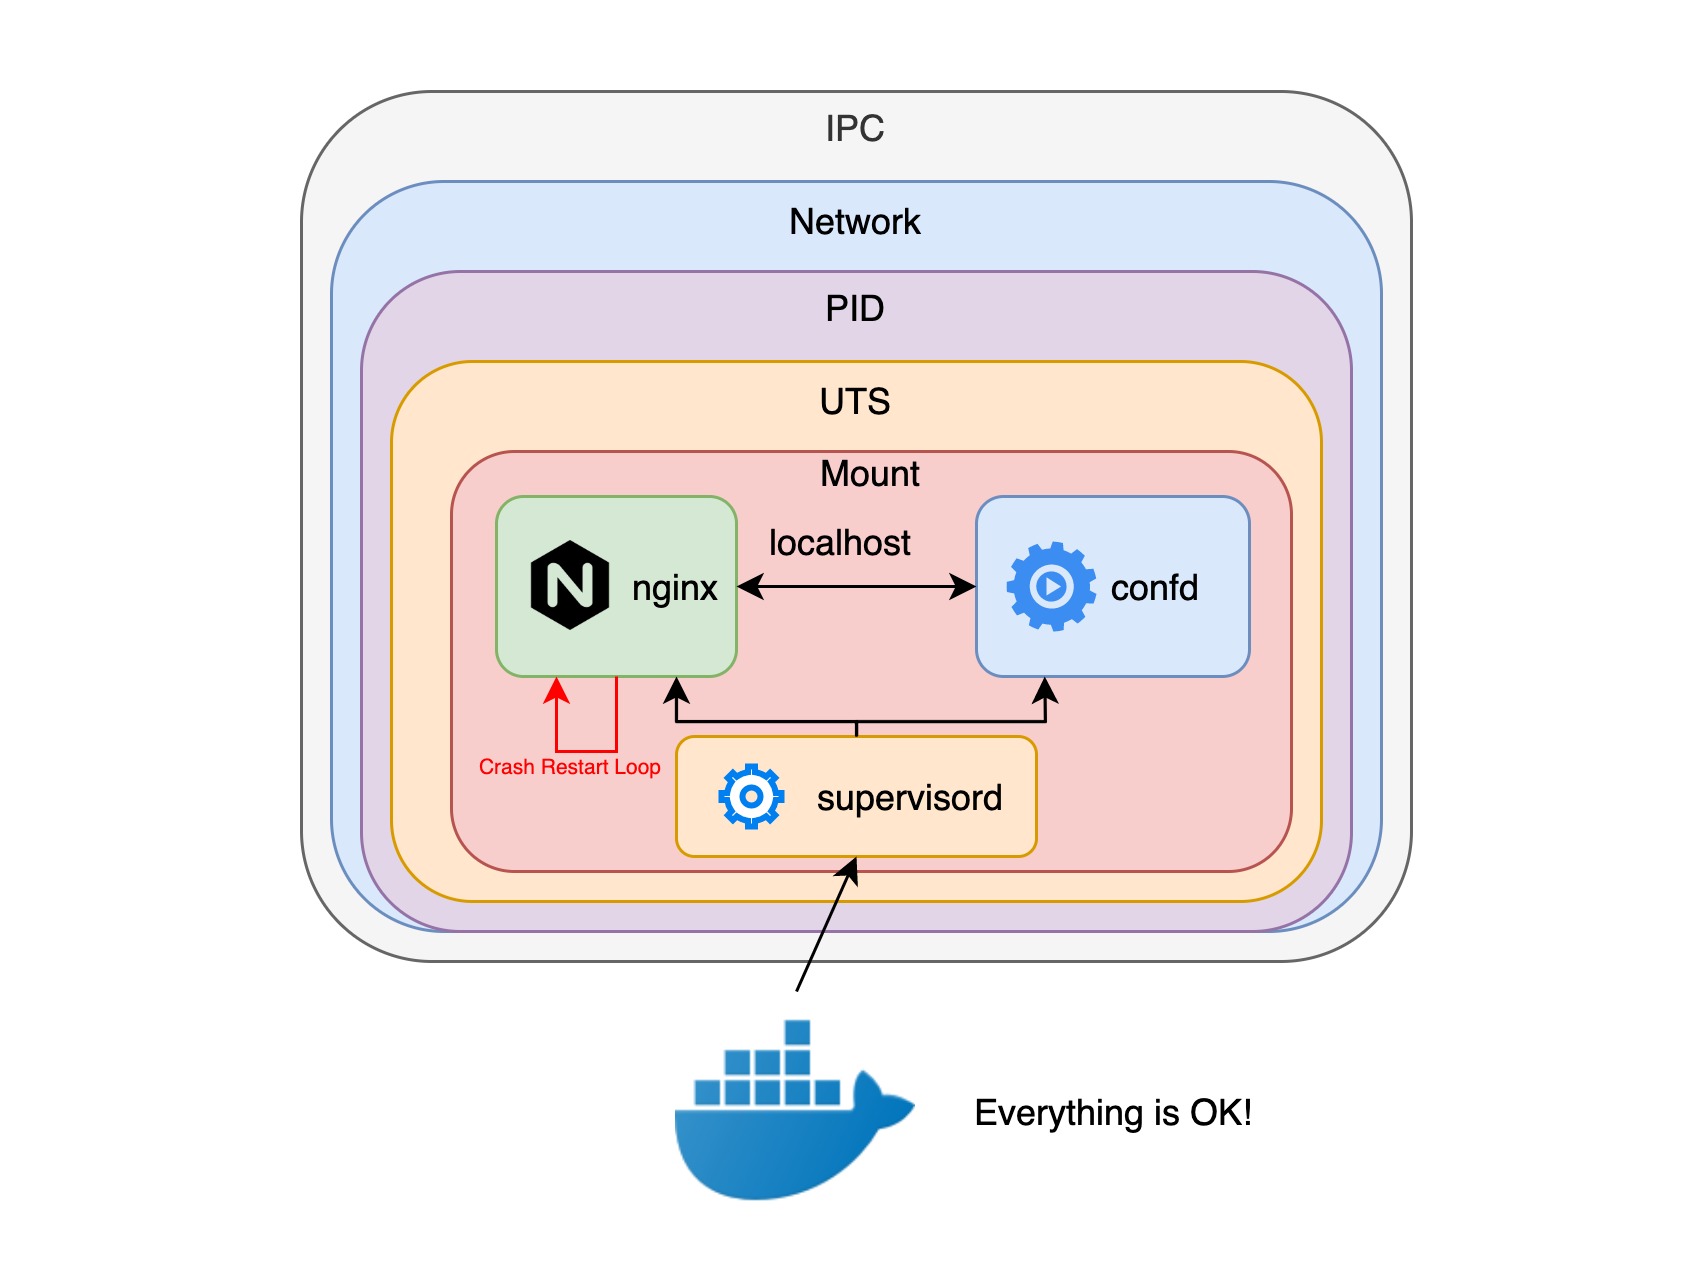 IPC
Network
PID
UTS
Mount
localhost
nginx
confd
Crash Restart Loop
supervisord
Everything is OK!